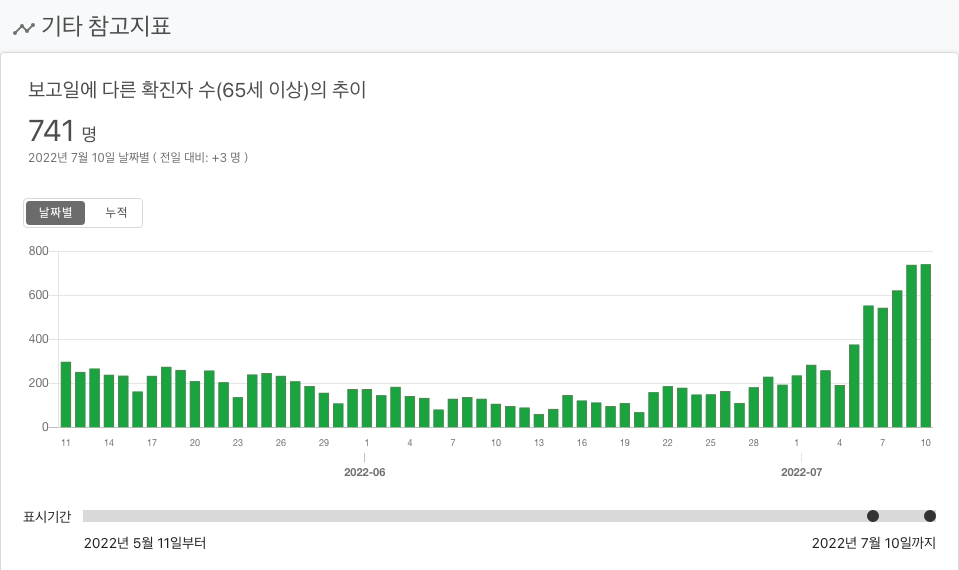 기타 참고지표
보고일에 다른 확진자 수(65세 이상)의 추이
741 명
2022년 7월 10일 날짜별 ( 전일 대비: +3 명 )
날짜별 누적
800
600
400
200
0
11 14 17 20 23 26 29 1 4 7 10 13 16 19 22 25 28 1 4 7 10
2022-06 2022-07
표시기간
2022년 5월 11일부터 2022년 7월 10일까지